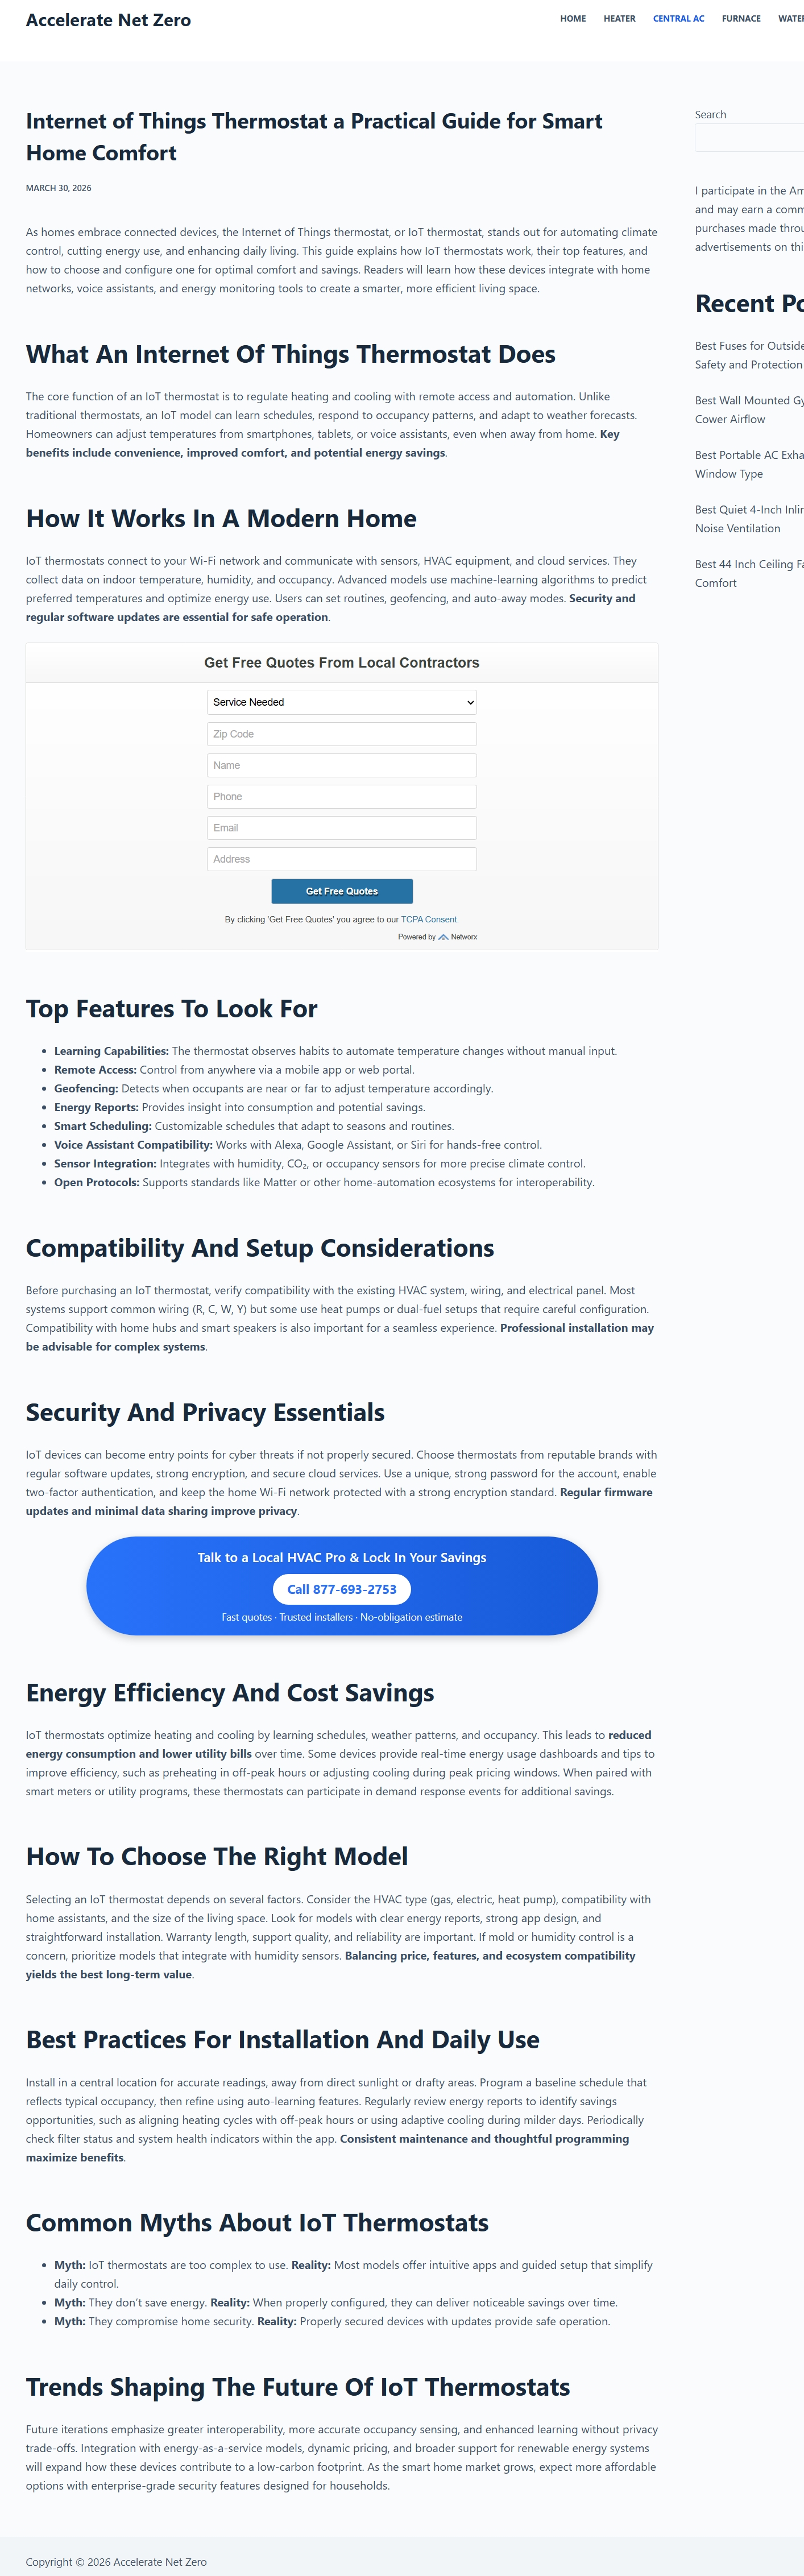 Accelerate Net Zero
HOME HEATER CENTRAL AC FURNACE
Internet of Things Thermostat a Practical Guide for Smart
Home Comfort
MARCH 30, 2026
As homes embrace connected devices, the Internet of Things thermostat, or IoT thermostat, stands out for automating climate
control, cutting energy use, and enhancing daily living. This guide explains how IoT thermostats work, their top features, and
how to choose and configure one for optimal comfort and savings. Readers will learn how these devices integrate with home
networks, voice assistants, and energy monitoring tools to create a smarter, more efficient living space.
What An Internet Of Things Thermostat Does
The core function of an IoT thermostat is to regulate heating and cooling with remote access and automation. Unlike
traditional thermostats, an IoT model can learn schedules, respond to occupancy patterns, and adapt to weather forecasts.
Homeowners can adjust temperatures from smartphones, tablets, or voice assistants, even when away from home. Key
benefits include convenience, improved comfort, and potential energy savings.
How It Works In A Modern Home
IoT thermostats connect to your Wi-Fi network and communicate with sensors, HVAC equipment, and cloud services. They
collect data on indoor temperature, humidity, and occupancy. Advanced models use machine-learning algorithms to predict
preferred temperatures and optimize energy use. Users can set routines, geofencing, and auto-away modes. Security and
regular software updates are essential for safe operation.
Get Free Quotes From Local Contractors
Service Needed
Zip Code
Name
Phone
Email
Address
Get Free Quotes
By clicking 'Get Free Quotes' you agree to our TCPA Consent.
Powered by Networx
Top Features To Look For
• Learning Capabilities: The thermostat observes habits to automate temperature changes without manual input.
• Remote Access: Control from anywhere via a mobile app or web portal.
• Geofencing: Detects when occupants are near or far to adjust temperature accordingly.
• Energy Reports: Provides insight into consumption and potential savings.
• Smart Scheduling: Customizable schedules that adapt to seasons and routines.
• Voice Assistant Compatibility: Works with Alexa, Google Assistant, or Siri for hands-free control.
• Sensor Integration: Integrates with humidity, CO₂, or occupancy sensors for more precise climate control.
• Open Protocols: Supports standards like Matter or other home-automation ecosystems for interoperability.
Compatibility And Setup Considerations
Before purchasing an IoT thermostat, verify compatibility with the existing HVAC system, wiring, and electrical panel. Most
systems support common wiring (R, C, W, Y) but some use heat pumps or dual-fuel setups that require careful configuration.
Compatibility with home hubs and smart speakers is also important for a seamless experience. Professional installation may
be advisable for complex systems.
Security And Privacy Essentials
IoT devices can become entry points for cyber threats if not properly secured. Choose thermostats from reputable brands with
regular software updates, strong encryption, and secure cloud services. Use a unique, strong password for the account, enable
two-factor authentication, and keep the home Wi-Fi network protected with a strong encryption standard. Regular firmware
updates and minimal data sharing improve privacy.
Talk to a Local HVAC Pro & Lock In Your Savings
Call 877-693-2753
Fast quotes · Trusted installers · No-obligation estimate
Energy Efficiency And Cost Savings
IoT thermostats optimize heating and cooling by learning schedules, weather patterns, and occupancy. This leads to reduced
energy consumption and lower utility bills over time. Some devices provide real-time energy usage dashboards and tips to
improve efficiency, such as preheating in off-peak hours or adjusting cooling during peak pricing windows. When paired with
smart meters or utility programs, these thermostats can participate in demand response events for additional savings.
How To Choose The Right Model
Selecting an IoT thermostat depends on several factors. Consider the HVAC type (gas, electric, heat pump), compatibility with
home assistants, and the size of the living space. Look for models with clear energy reports, strong app design, and
straightforward installation. Warranty length, support quality, and reliability are important. If mold or humidity control is a
concern, prioritize models that integrate with humidity sensors. Balancing price, features, and ecosystem compatibility
yields the best long-term value.
Best Practices For Installation And Daily Use
Install in a central location for accurate readings, away from direct sunlight or drafty areas. Program a baseline schedule that
reflects typical occupancy, then refine using auto-learning features. Regularly review energy reports to identify savings
opportunities, such as aligning heating cycles with off-peak hours or using adaptive cooling during milder days. Periodically
check filter status and system health indicators within the app. Consistent maintenance and thoughtful programming
maximize benefits.
Common Myths About IoT Thermostats
• Myth: IoT thermostats are too complex to use. Reality: Most models offer intuitive apps and guided setup that simplify
daily control.
• Myth: They don’t save energy. Reality: When properly configured, they can deliver noticeable savings over time.
• Myth: They compromise home security. Reality: Properly secured devices with updates provide safe operation.
Trends Shaping The Future Of IoT Thermostats
Future iterations emphasize greater interoperability, more accurate occupancy sensing, and enhanced learning without privacy
trade-offs. Integration with energy-as-a-service models, dynamic pricing, and broader support for renewable energy systems
will expand how these devices contribute to a low-carbon footprint. As the smart home market grows, expect more affordable
options with enterprise-grade security features designed for households.
Search
I participate in the
and may earn a
purchases made
advertisements on
Recent
Best Fuses for
Safety and Protection
Best Wall Mounted
Cower Airflow
Best Portable AC
Window Type
Best Quiet 4-Inch
Noise Ventilation
Best 44 Inch Ceiling
Comfort
Copyright © 2026 Accelerate Net Zero